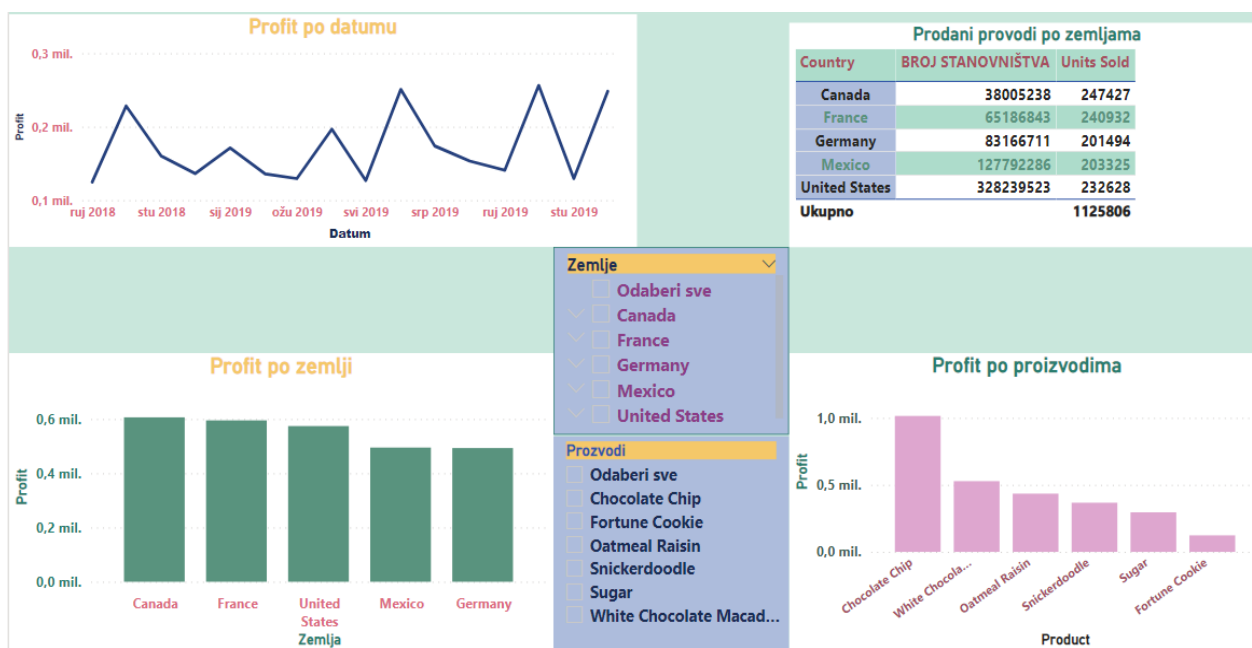 Profit po datumu
0,3 mil.
0,2 mil.
0,1 mil.
Profit
ruj 2018 stu 2018 sij 2019 ožu 2019 svi 2019 srp 2019 ruj 2019 stu 2019
Datum
Prodani provodi po zemljama
Country BROJ STANOVNIŠTVA Units Sold
Canada 38005238 247427
France 65186843 240932
Germany 83166711 201494
Mexico 127792286 203325
United States 328239523 232628
Ukupno 1125806
Zemlje
Odaberi sve
Canada
France
Germany
Mexico
United States
Profit po zemlji
0,6 mil.
0,4 mil.
0,2 mil.
0,0 mil.
Profit
Canada France United States Mexico Germany
Zemlja
Prozvodi
Odaberi sve
Chocolate Chip
Fortune Cookie
Oatmeal Raisin
Snickerdoodle
Sugar
White Chocolate Macad...
Profit po proizvodima
1,0 mil.
0,5 mil.
0,0 mil.
Profit
Chocolate Chip
White Chocola...
Oatmeal Raisin
Snickerdoodle
Sugar
Fortune Cookie
Product